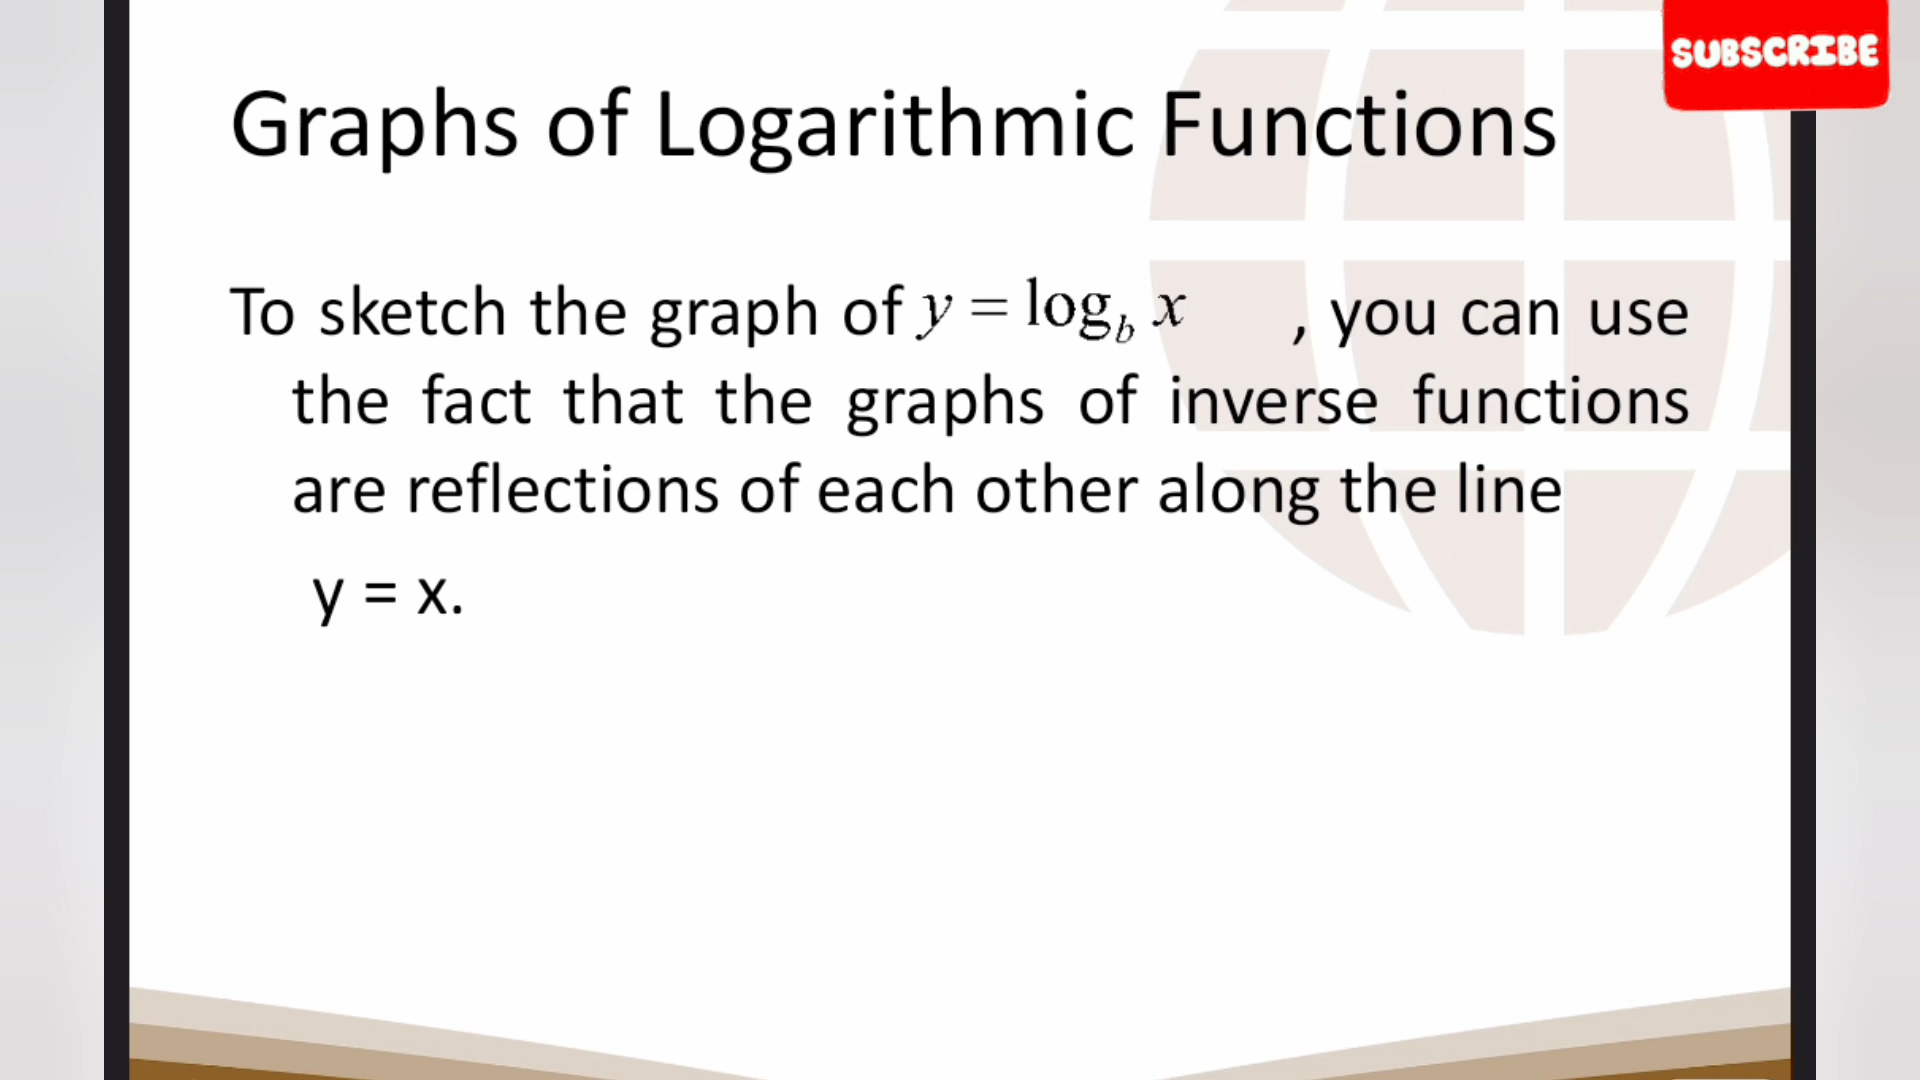 SUBSCRIBE
Graphs of Logarithmic Functions
To sketch the graph of y = log_b x , you can use
the fact that the graphs of inverse functions
are reflections of each other along the line
y = x.